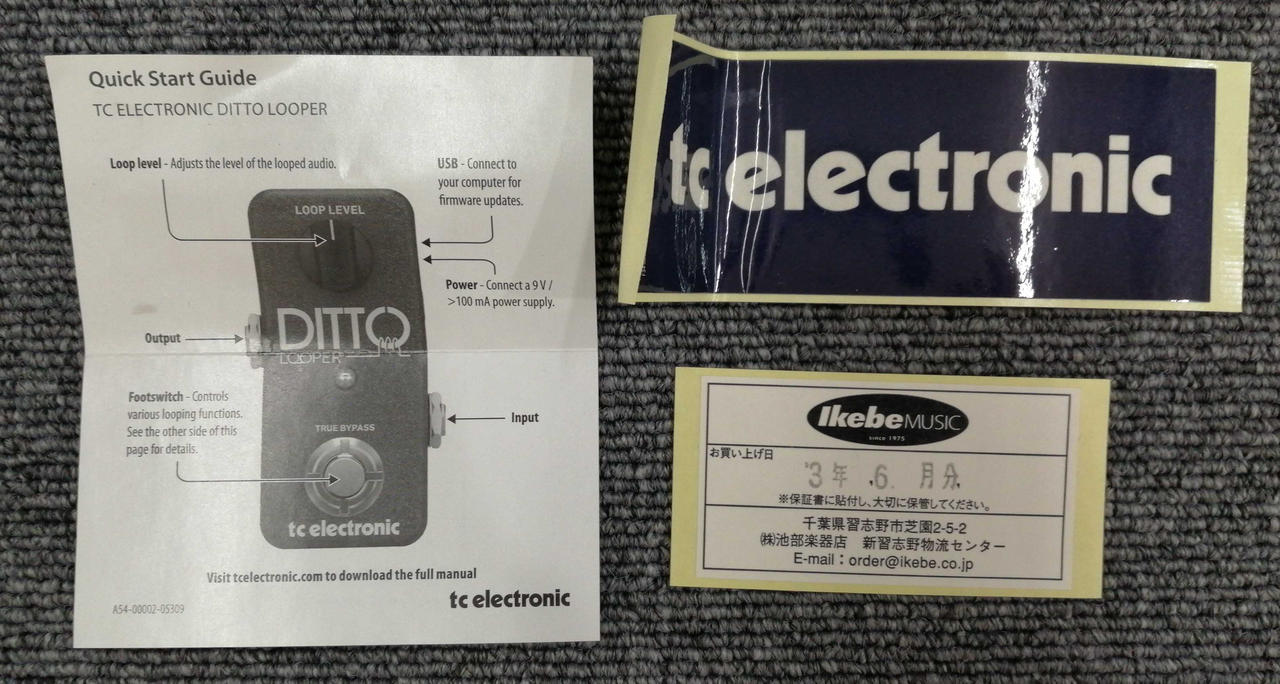 Quick Start Guide
TC ELECTRONIC DITTO LOOPER
Loop level - Adjusts the level of the looped audio.
USB - Connect to
your computer for
firmware updates.
LOOP LEVEL
Power - Connect a 9 V /
>100 mA power supply.
Output
DITTO
LOOPER
Footswitch - Controls
various looping functions.
See the other side of this
page for details.
Input
TRUE BYPASS
tc electronic
Visit tcelectronic.com to download the full manual
tc electronic
A54-00002-05309
tc electronic
Ikebe MUSIC
since 1975
お買い上げ日
'3年 6. 月分
※保証書に貼付し、大切に保管してください。
千葉県習志野市芝園2-5-2
㈱池部楽器店 新習志野物流センター
E-mail：order@ikebe.co.jp